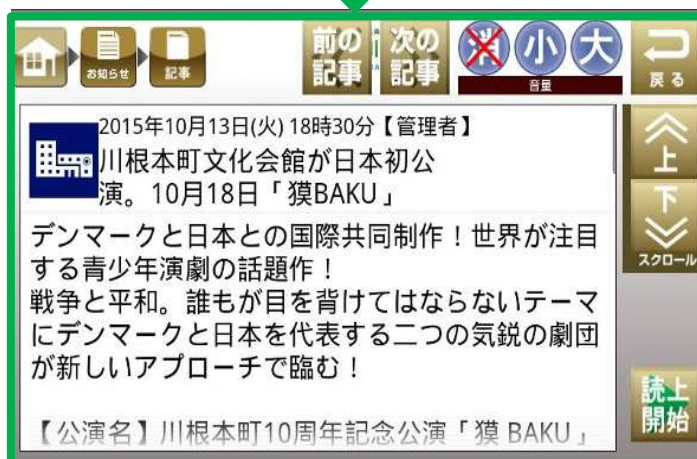 お知らせ
記事
前の
記事
次の
記事
消
小
大
音量
戻る
2015年10月13日(火) 18時30分【管理者】
川根本町文化会館が日本初公
演。10月18日「獏BAKU」
デンマークと日本との国際共同制作！世界が注目
する青少年演劇の話題作！
戦争と平和。誰もが目を背けてはならないテーマ
にデンマークと日本を代表する二つの気鋭の劇団
が新しいアプローチで臨む！
【公演名】川根本町10周年記念公演「獏 BAKU」
上
下
スクロール
読上
開始